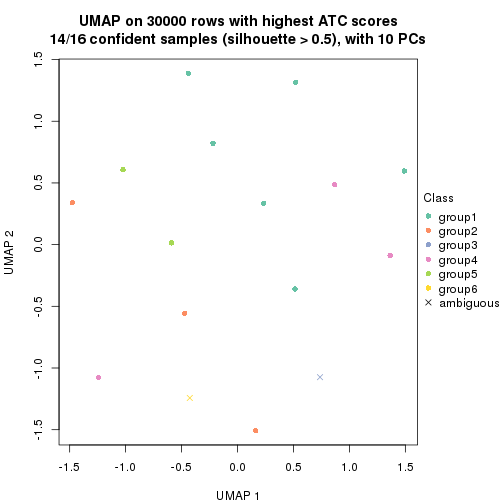 UMAP on 30000 rows with highest ATC scores
14/16 confident samples (silhouette > 0.5), with 10 PCs
1.5
1.0
0.5
0.0
-0.5
-1.0
-1.5
UMAP 2
-1.5 -1.0 -0.5 0.0 0.5 1.0 1.5
UMAP 1
Class
group1
group2
group3
group4
group5
group6
ambiguous